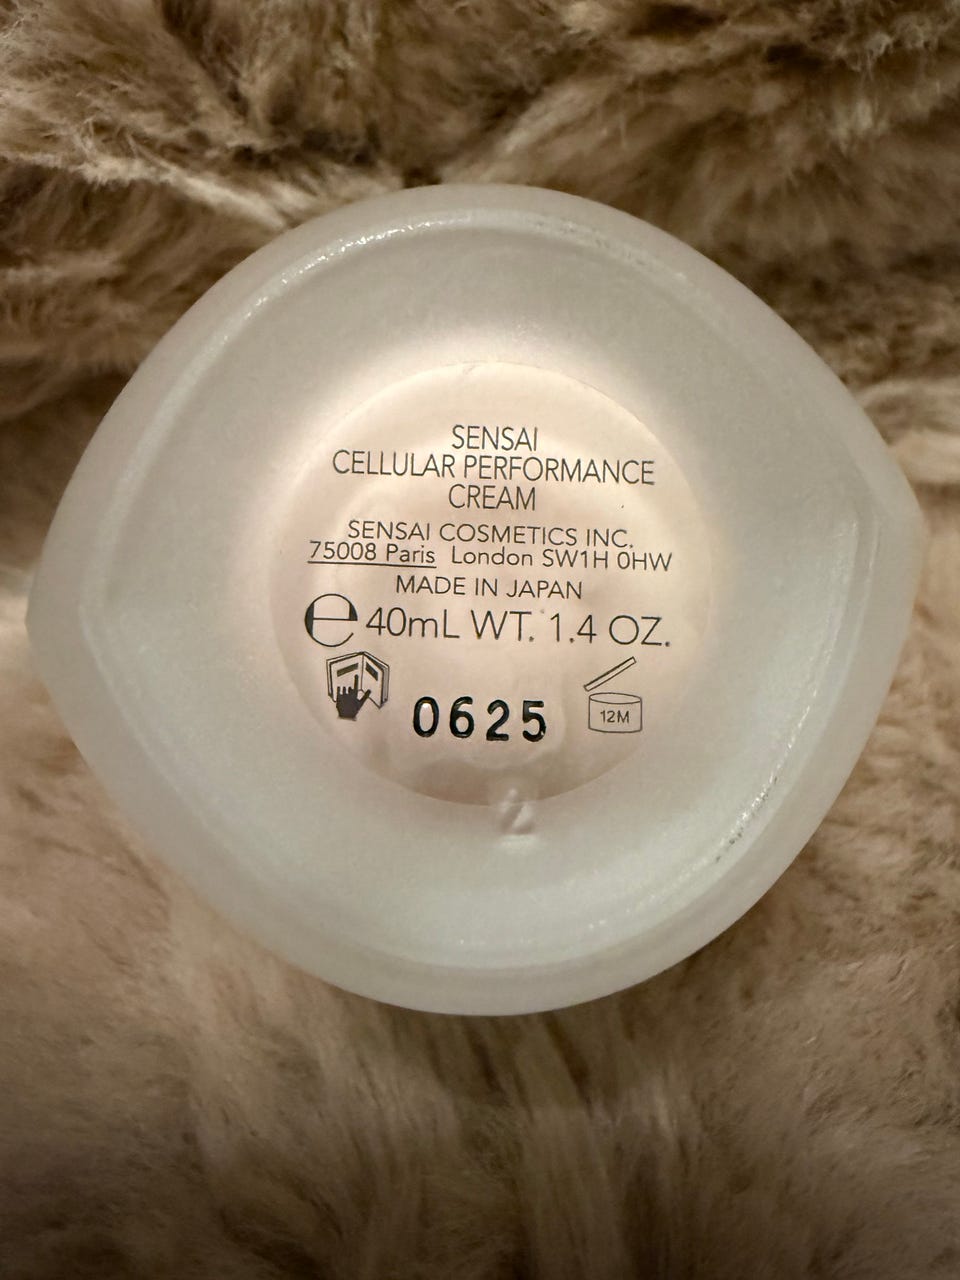 SENSAI
CELLULAR PERFORMANCE
CREAM
SENSAI COSMETICS INC.
75008 Paris London SW1H 0HW
MADE IN JAPAN
e 40mL WT. 1.4 OZ.
0625 12M
2